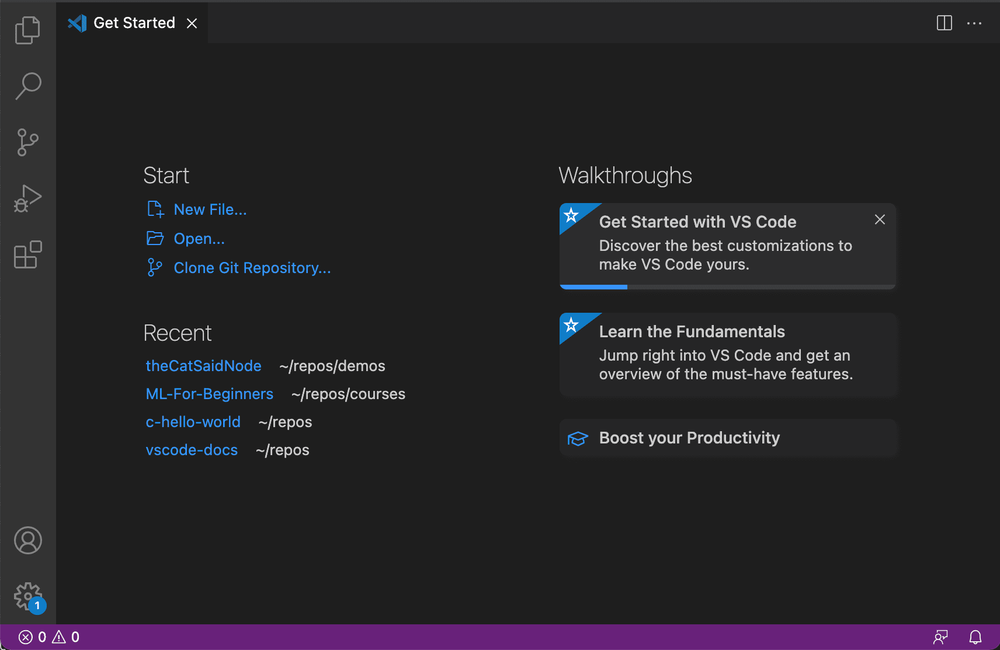 Get Started
Start
New File...
Open...
Clone Git Repository...
Recent
theCatSaidNode ~/repos/demos
ML-For-Beginners ~/repos/courses
c-hello-world ~/repos
vscode-docs ~/repos
Walkthroughs
Get Started with VS Code
Discover the best customizations to
make VS Code yours.
Learn the Fundamentals
Jump right into VS Code and get an
overview of the must-have features.
Boost your Productivity
1
0 0